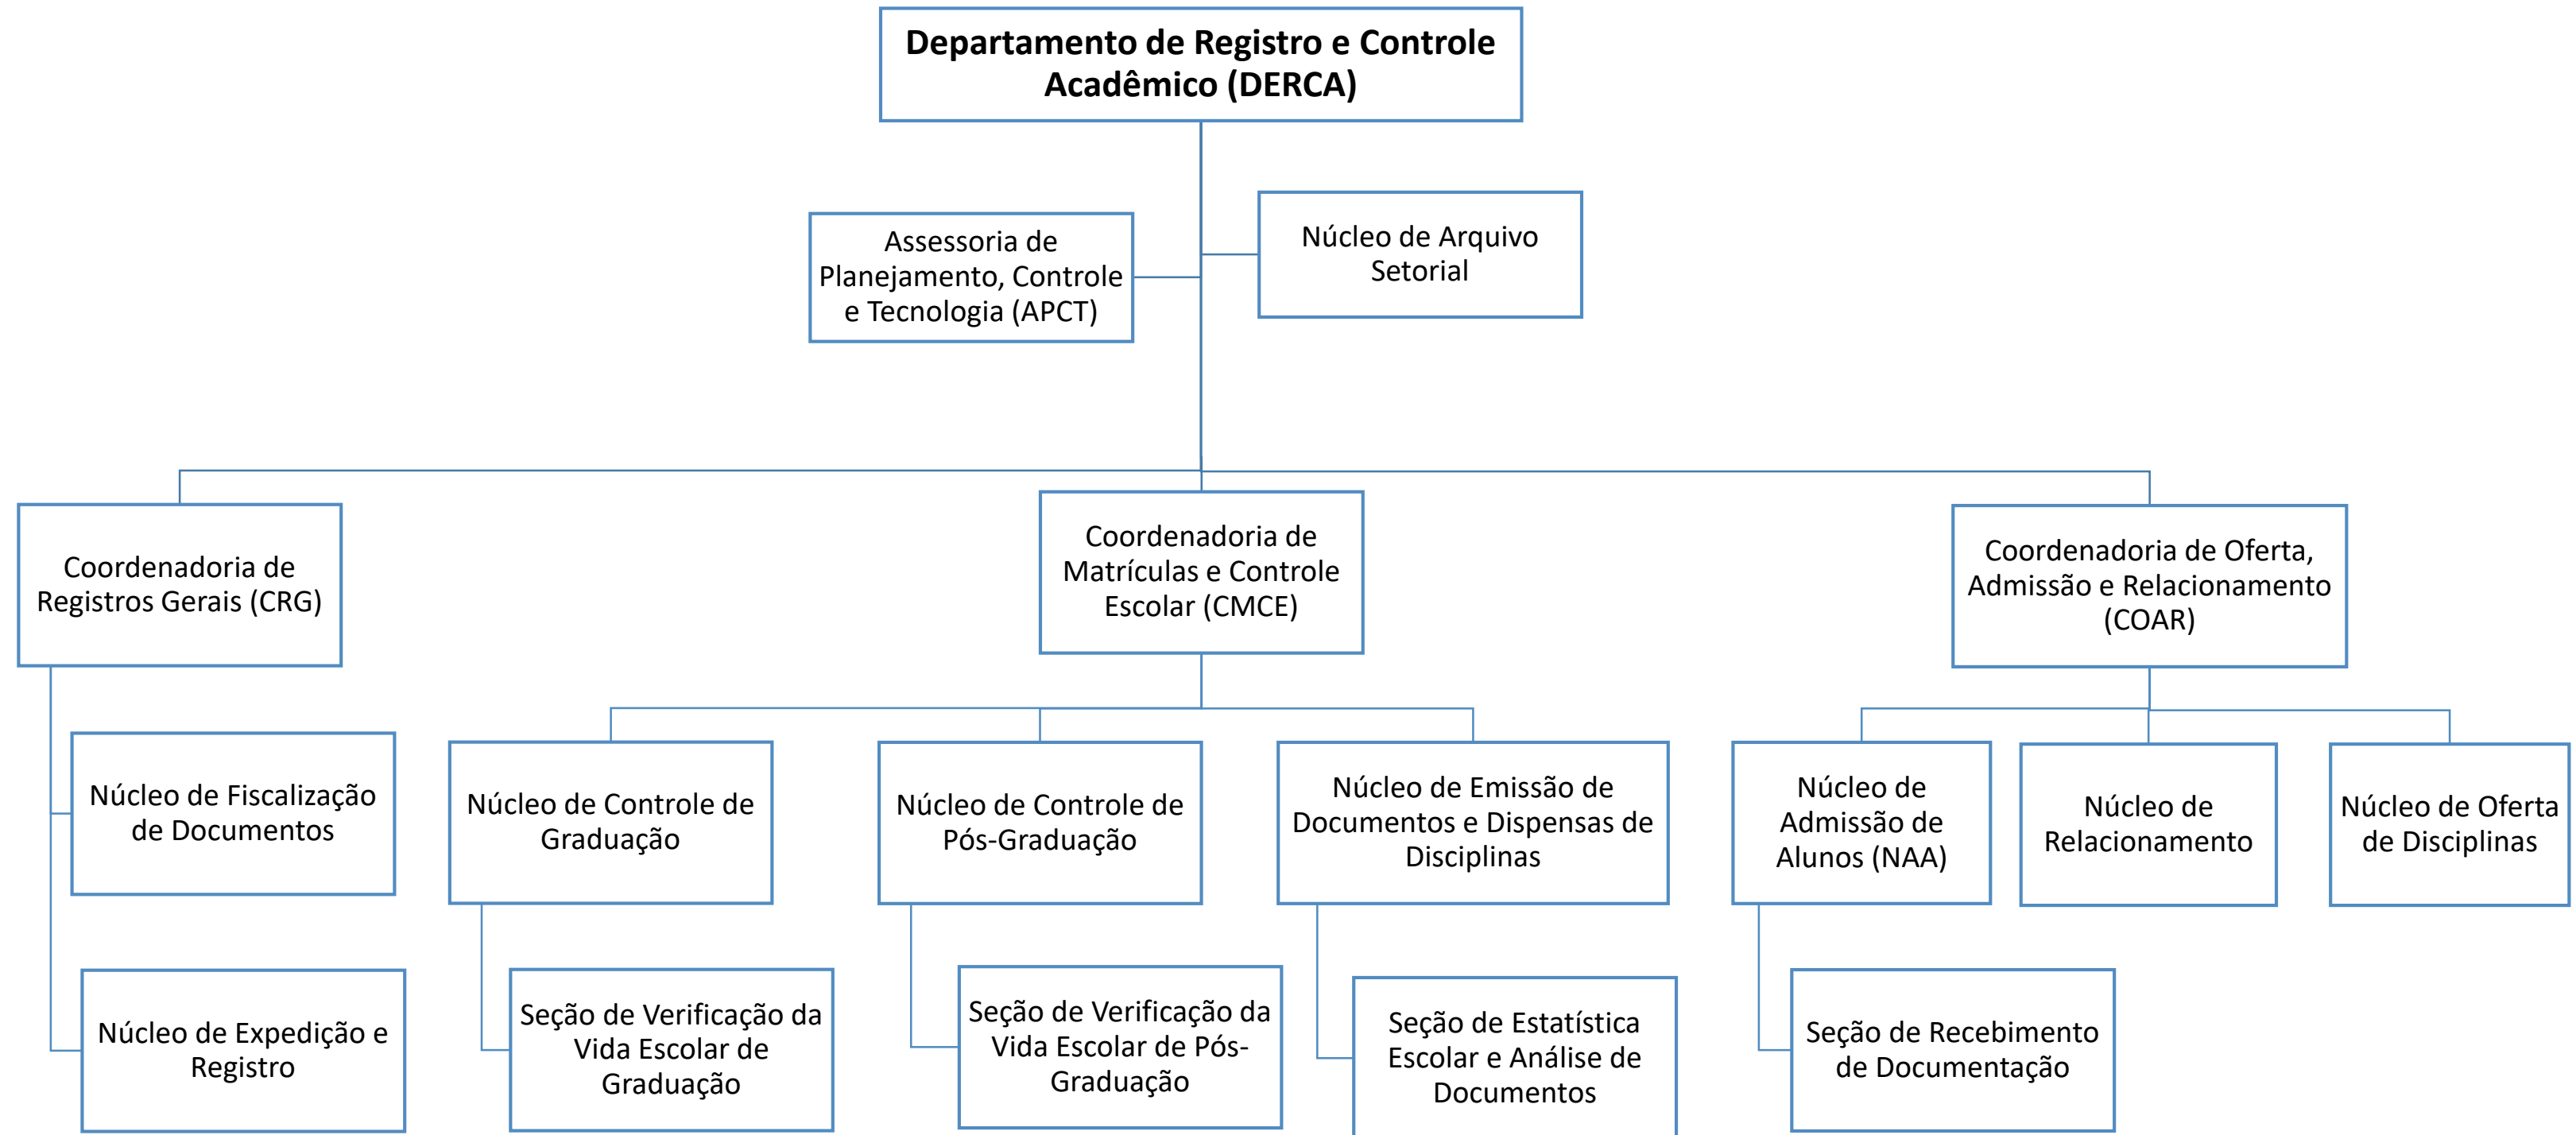 Departamento de Registro e Controle
Acadêmico (DERCA)
Assessoria de
Planejamento, Controle
e Tecnologia (APCT)
Núcleo de Arquivo
Setorial
Coordenadoria de
Registros Gerais (CRG)
Coordenadoria de
Matrículas e Controle
Escolar (CMCE)
Coordenadoria de Oferta,
Admissão e Relacionamento
(COAR)
Núcleo de Fiscalização
de Documentos
Núcleo de Controle de
Graduação
Núcleo de Controle de
Pós-Graduação
Núcleo de Emissão de
Documentos e Dispensas de
Disciplinas
Núcleo de
Admissão de
Alunos (NAA)
Núcleo de
Relacionamento
Núcleo de Oferta
de Disciplinas
Núcleo de Expedição e
Registro
Seção de Verificação da
Vida Escolar de
Graduação
Seção de Verificação da
Vida Escolar de Pós-
Graduação
Seção de Estatística
Escolar e Análise de
Documentos
Seção de Recebimento
de Documentação